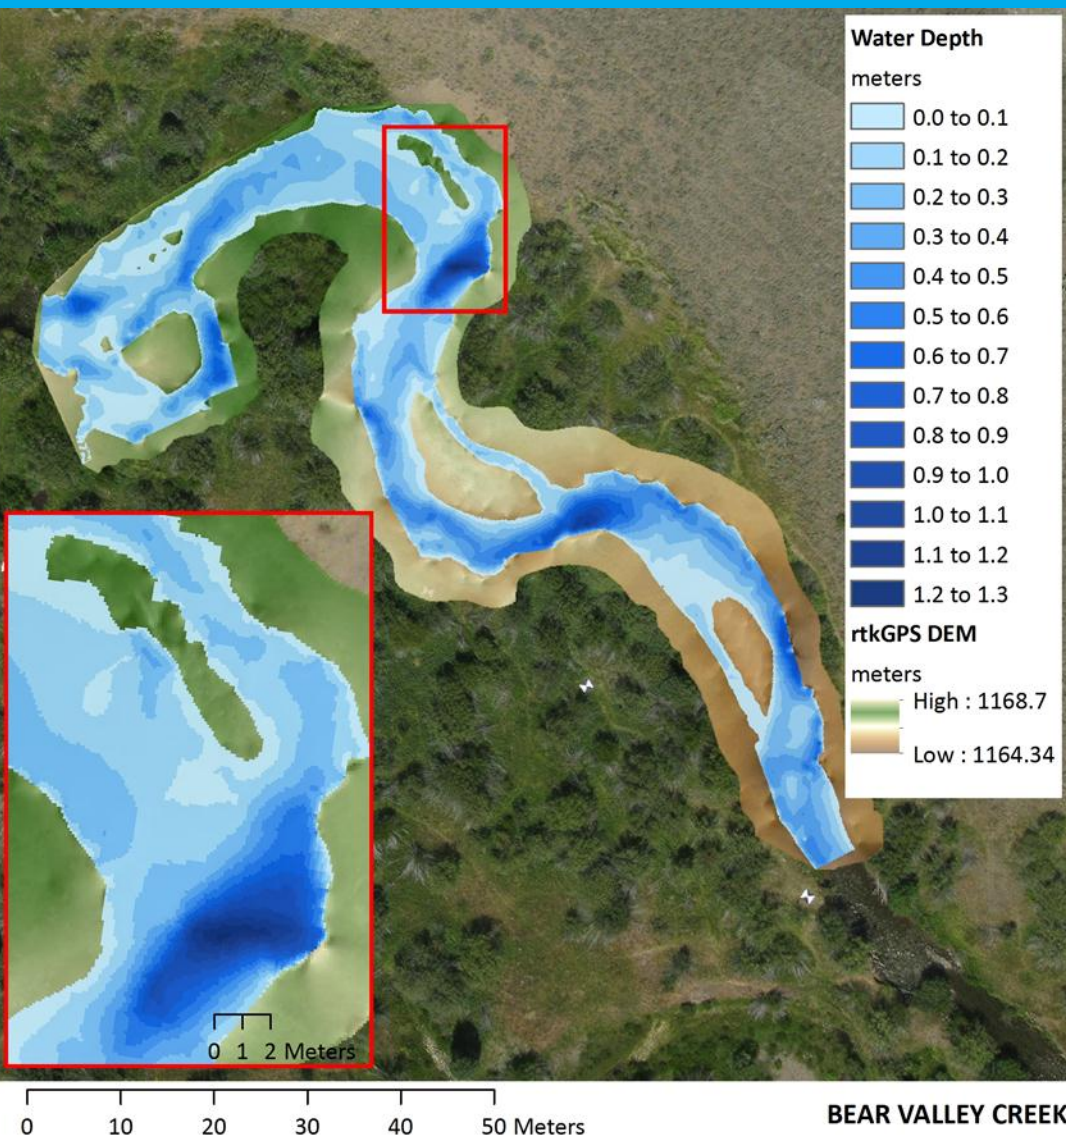 Water Depth
meters
0.0 to 0.1
0.1 to 0.2
0.2 to 0.3
0.3 to 0.4
0.4 to 0.5
0.5 to 0.6
0.6 to 0.7
0.7 to 0.8
0.8 to 0.9
0.9 to 1.0
1.0 to 1.1
1.1 to 1.2
1.2 to 1.3
rtkGPS DEM
meters
High : 1168.7
Low : 1164.34
0 1 2 Meters
0 10 20 30 40 50 Meters
BEAR VALLEY CREEK